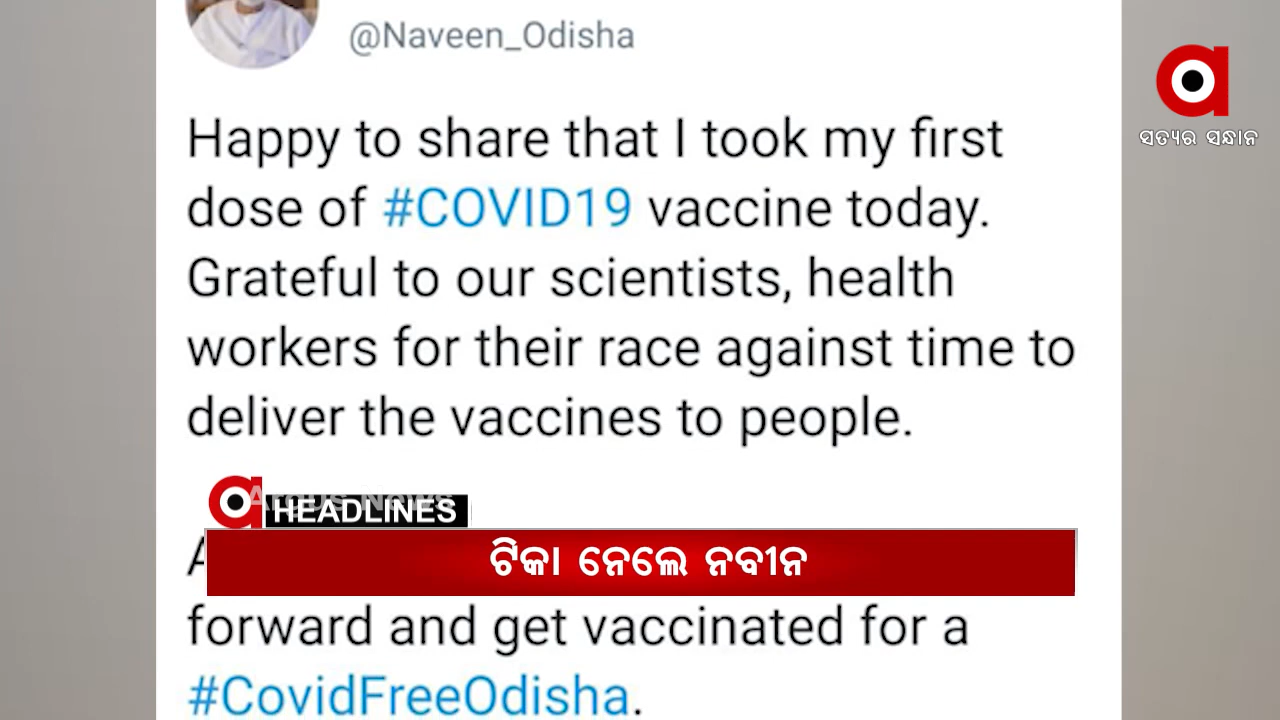 @Naveen_Odisha
ସତ୍ୟର ସନ୍ଧାନ
Happy to share that I took my first
dose of #COVID19 vaccine today.
Grateful to our scientists, health
workers for their race against time to
deliver the vaccines to people.
Argus News
HEADLINES
ଟିକା ନେଲେ ନବୀନ
forward and get vaccinated for a
#CovidFreeOdisha.